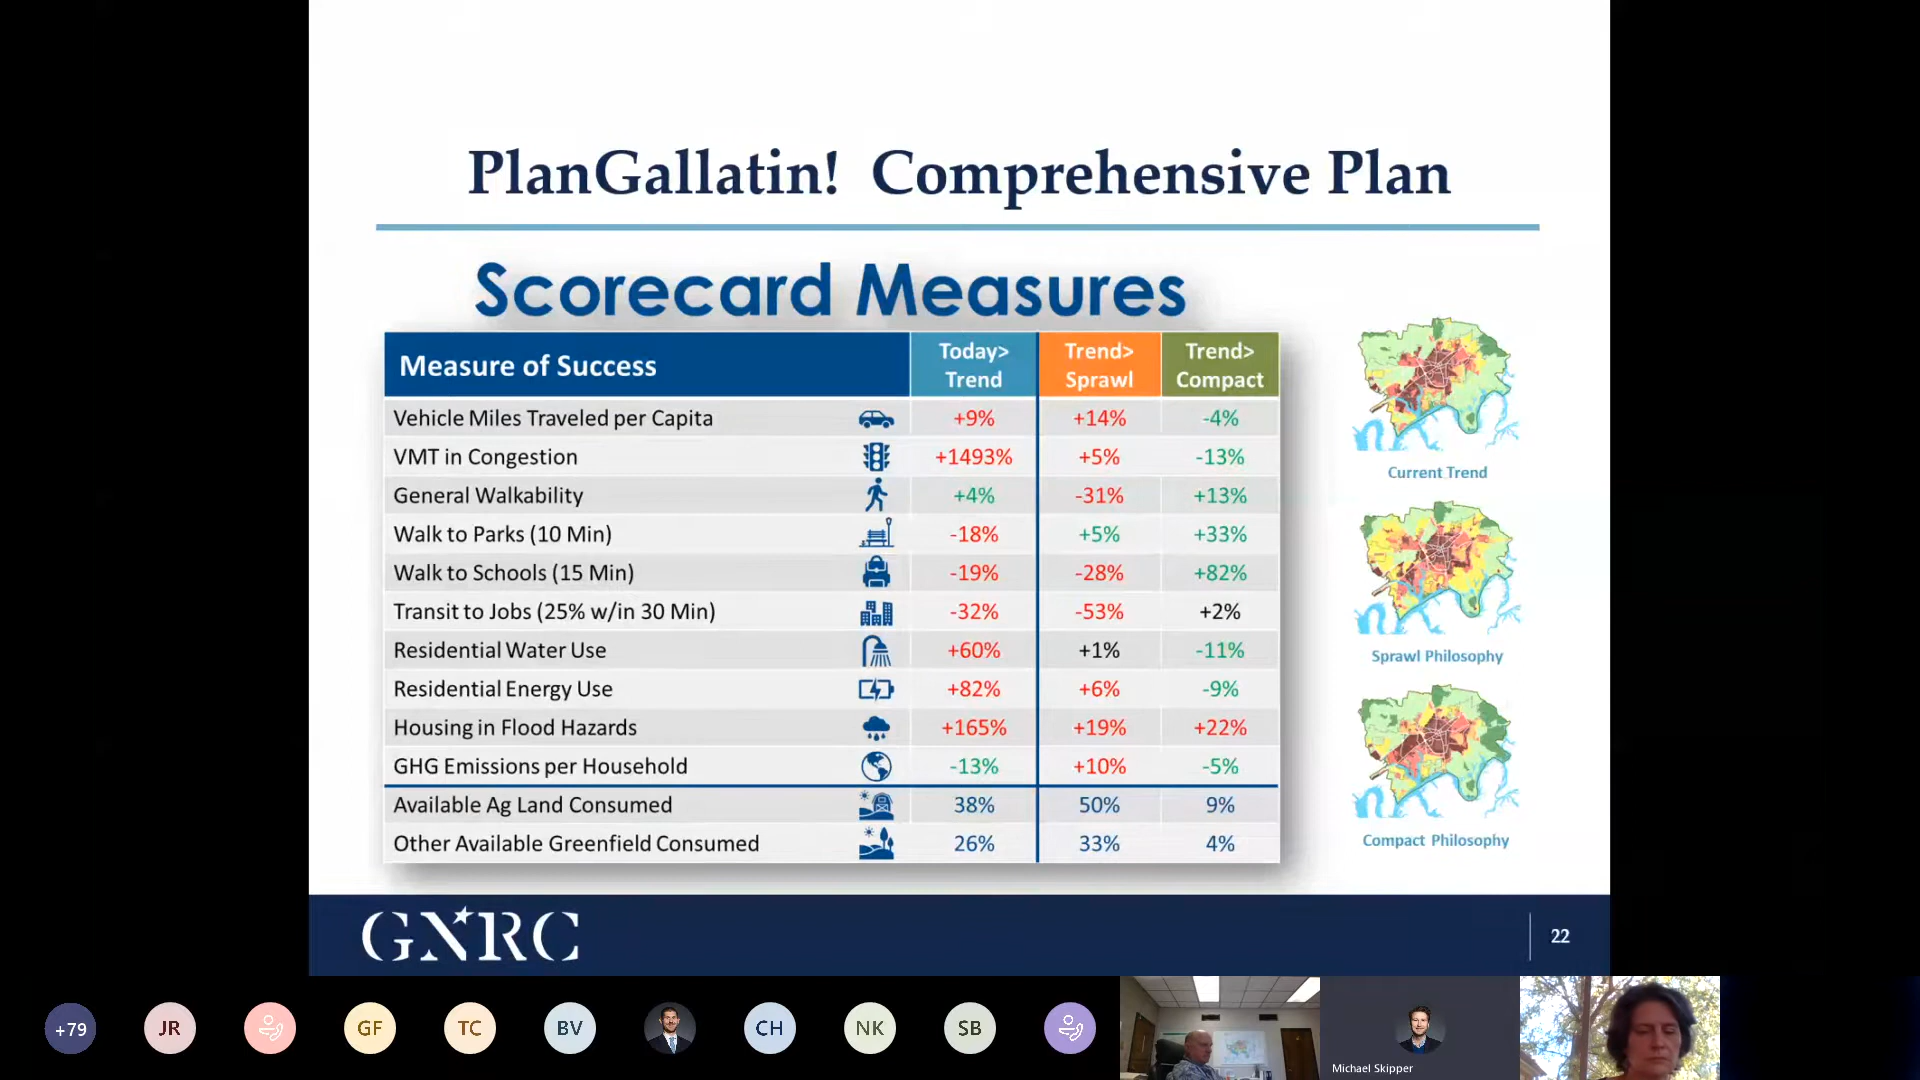 PlanGallatin! Comprehensive Plan
Scorecard Measures
Measure of Success Today> Trend Trend> Sprawl Trend> Compact
Vehicle Miles Traveled per Capita +9% +14% -4%
VMT in Congestion +1493% +5% -13%
General Walkability +4% -31% +13%
Walk to Parks (10 Min) -18% +5% +33%
Walk to Schools (15 Min) -19% -28% +82%
Transit to Jobs (25% w/in 30 Min) -32% -53% +2%
Residential Water Use +60% +1% -11%
Residential Energy Use +82% +6% -9%
Housing in Flood Hazards +165% +19% +22%
GHG Emissions per Household -13% +10% -5%
Available Ag Land Consumed 38% 50% 9%
Other Available Greenfield Consumed 26% 33% 4%
Current Trend
Sprawl Philosophy
Compact Philosophy
GNRC
22
+79 JR GF TC BV CH NK SB
Michael Skipper